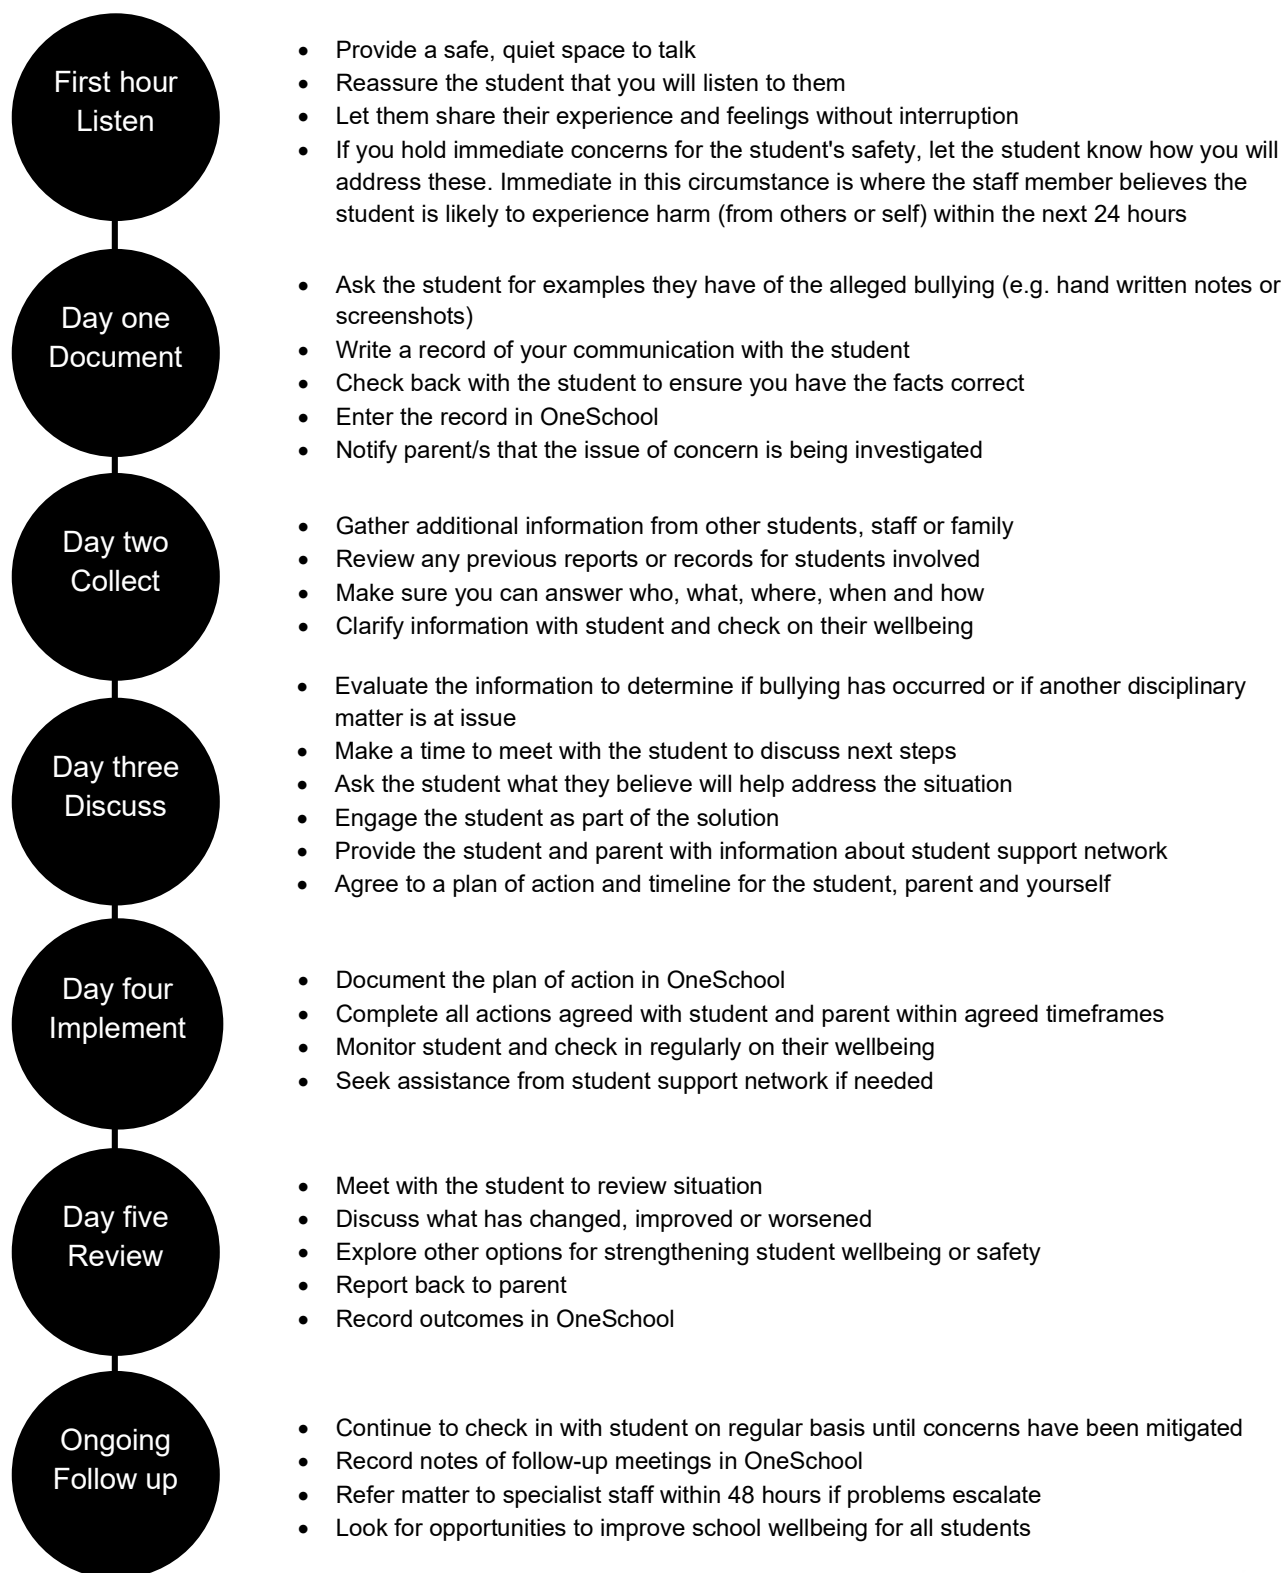 First hour
Listen
• Provide a safe, quiet space to talk
• Reassure the student that you will listen to them
• Let them share their experience and feelings without interruption
• If you hold immediate concerns for the student's safety, let the student know how you will
address these. Immediate in this circumstance is where the staff member believes the
student is likely to experience harm (from others or self) within the next 24 hours
Day one
Document
• Ask the student for examples they have of the alleged bullying (e.g. hand written notes or
screenshots)
• Write a record of your communication with the student
• Check back with the student to ensure you have the facts correct
• Enter the record in OneSchool
• Notify parent/s that the issue of concern is being investigated
Day two
Collect
• Gather additional information from other students, staff or family
• Review any previous reports or records for students involved
• Make sure you can answer who, what, where, when and how
• Clarify information with student and check on their wellbeing
Day three
Discuss
• Evaluate the information to determine if bullying has occurred or if another disciplinary
matter is at issue
• Make a time to meet with the student to discuss next steps
• Ask the student what they believe will help address the situation
• Engage the student as part of the solution
• Provide the student and parent with information about student support network
• Agree to a plan of action and timeline for the student, parent and yourself
Day four
Implement
• Document the plan of action in OneSchool
• Complete all actions agreed with student and parent within agreed timeframes
• Monitor student and check in regularly on their wellbeing
• Seek assistance from student support network if needed
Day five
Review
• Meet with the student to review situation
• Discuss what has changed, improved or worsened
• Explore other options for strengthening student wellbeing or safety
• Report back to parent
• Record outcomes in OneSchool
Ongoing
Follow up
• Continue to check in with student on regular basis until concerns have been mitigated
• Record notes of follow-up meetings in OneSchool
• Refer matter to specialist staff within 48 hours if problems escalate
• Look for opportunities to improve school wellbeing for all students